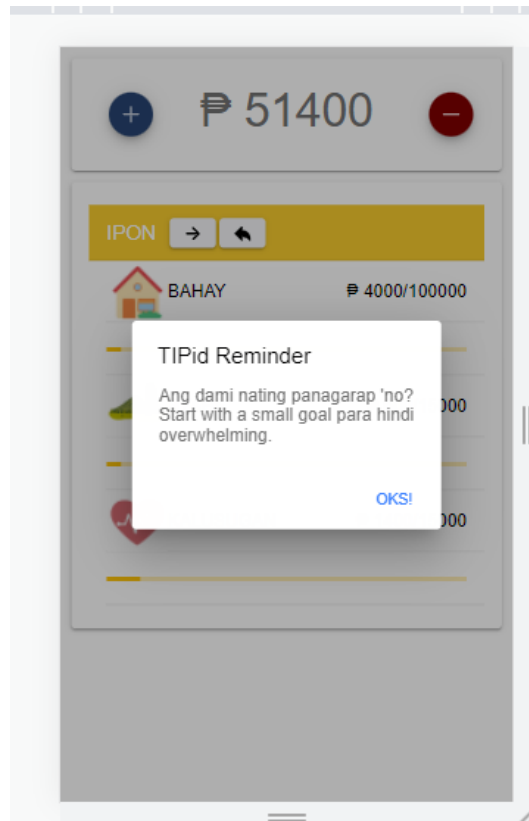 ₱ 51400
IPON
BAHAY ₱ 4000/100000
TIPid Reminder
Ang dami nating panagarap 'no?
Start with a small goal para hindi
overwhelming.
OKS!